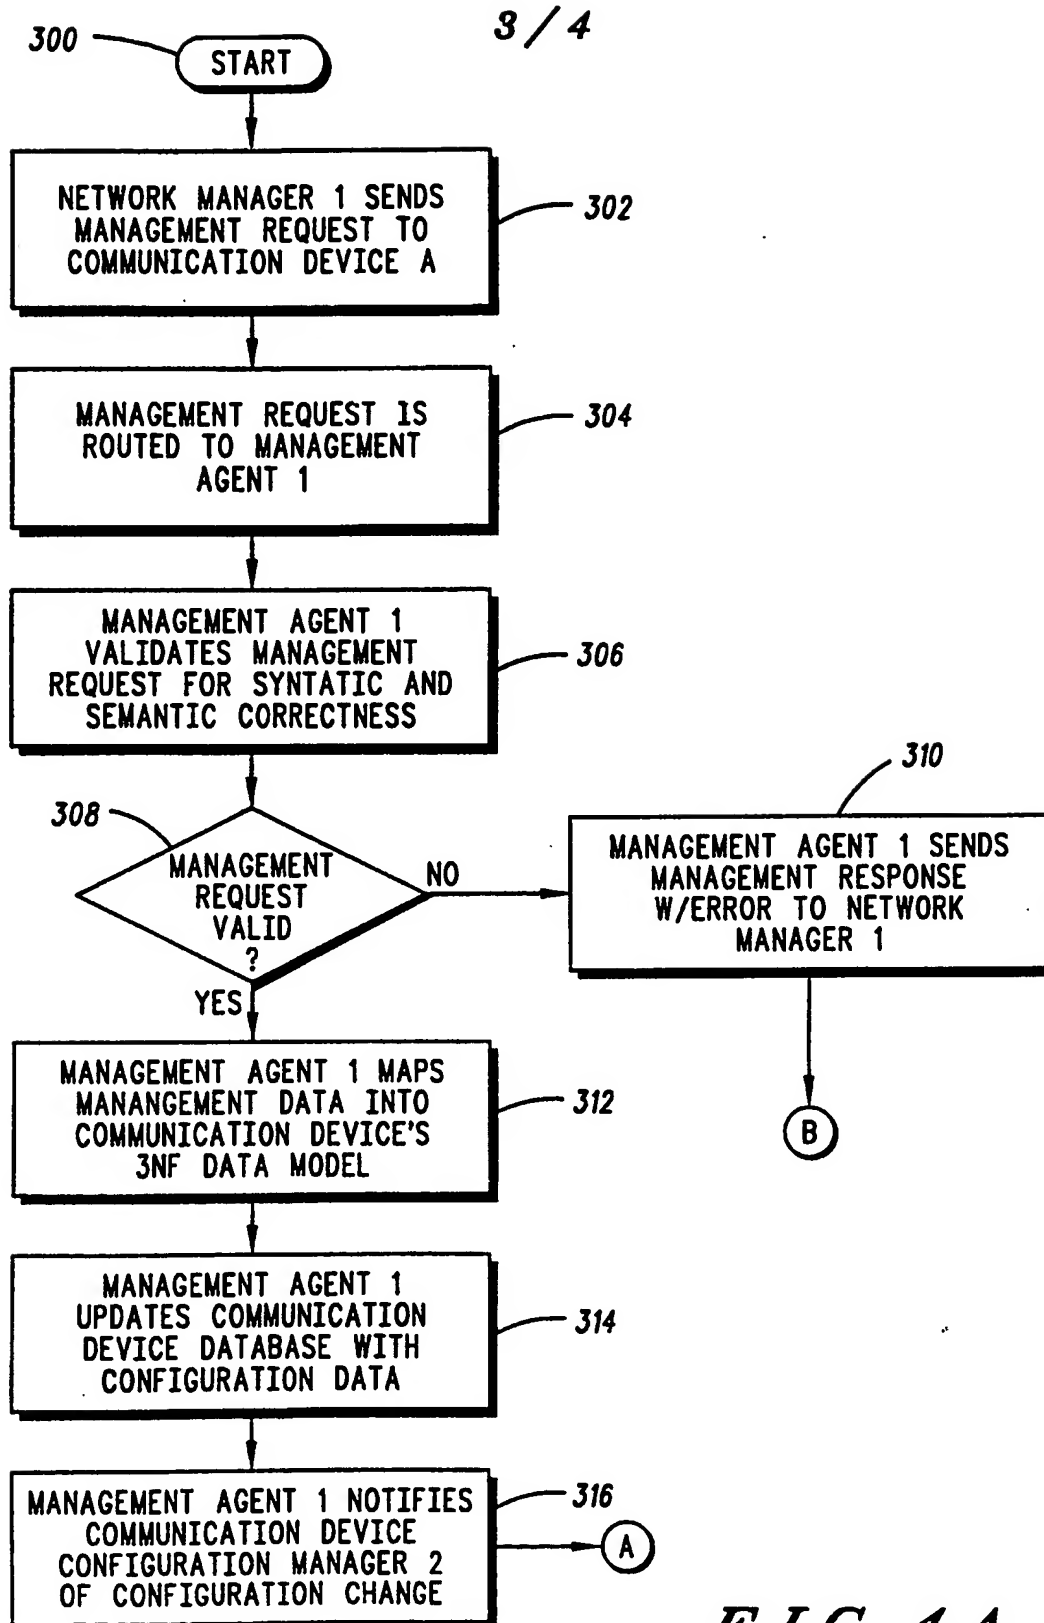 3/4
300
START
NETWORK MANAGER 1 SENDS
MANAGEMENT REQUEST TO
COMMUNICATION DEVICE A
302
MANAGEMENT REQUEST IS
ROUTED TO MANAGEMENT
AGENT 1
304
MANAGEMENT AGENT 1
VALIDATES MANAGEMENT
REQUEST FOR SYNTATIC AND
SEMANTIC CORRECTNESS
306
308
MANAGEMENT
REQUEST
VALID
?
NO
YES
310
MANAGEMENT AGENT 1 SENDS
MANAGEMENT RESPONSE
W/ERROR TO NETWORK
MANAGER 1
B
MANAGEMENT AGENT 1 MAPS
MANANGEMENT DATA INTO
COMMUNICATION DEVICE'S
3NF DATA MODEL
312
MANAGEMENT AGENT 1
UPDATES COMMUNICATION
DEVICE DATABASE WITH
CONFIGURATION DATA
314
MANAGEMENT AGENT 1 NOTIFIES
COMMUNICATION DEVICE
CONFIGURATION MANAGER 2
OF CONFIGURATION CHANGE
316
A
FIG. 4A